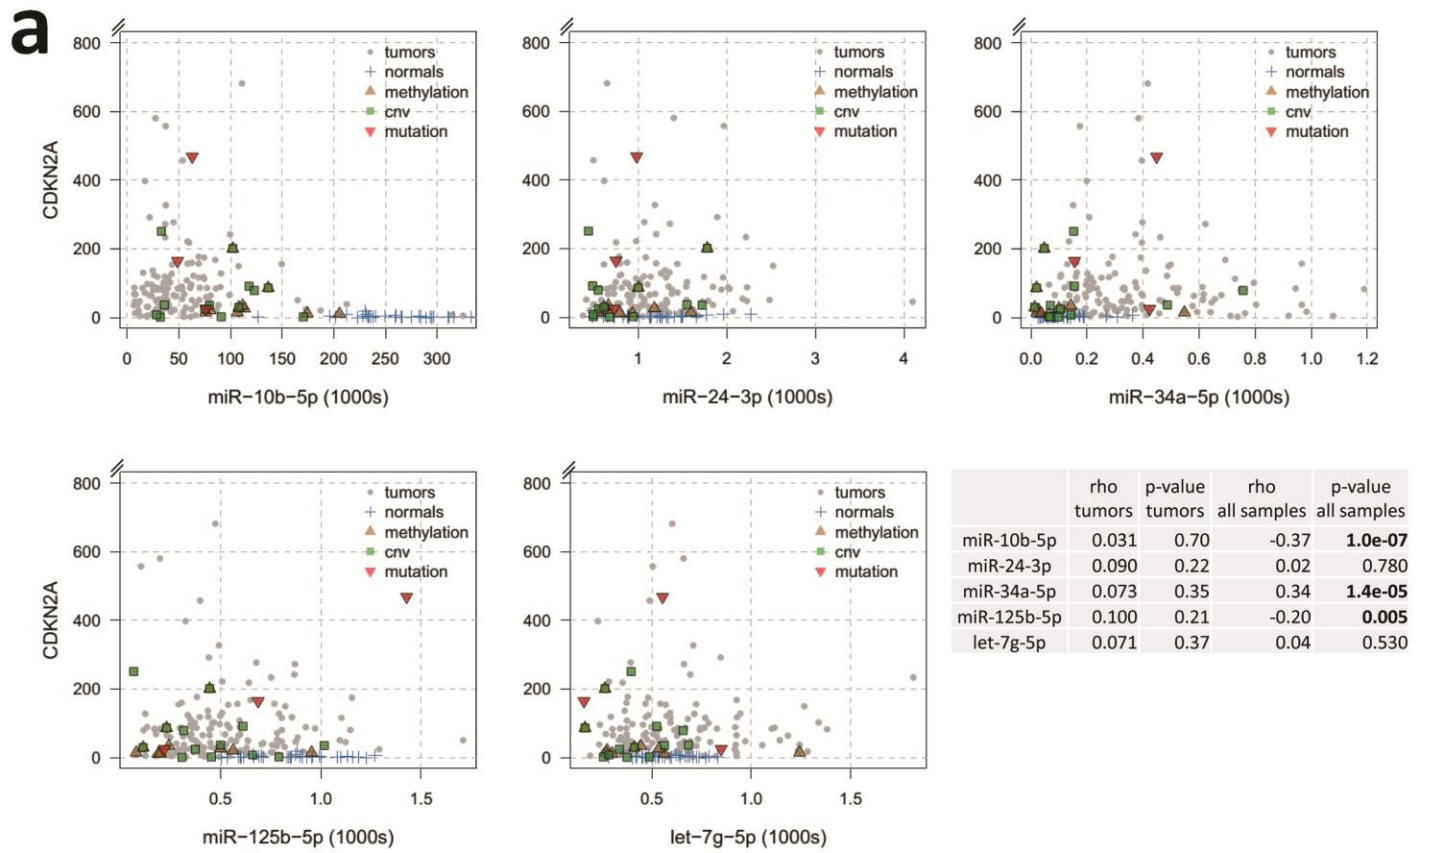 a
CDKN2A
800
600
400
200
0
tumors
normals
methylation
cnv
mutation
0 50 100 150 200 250 300
miR−10b−5p (1000s)
800
600
400
200
0
tumors
normals
methylation
cnv
mutation
1 2 3 4
miR−24−3p (1000s)
800
600
400
200
0
tumors
normals
methylation
cnv
mutation
0.0 0.2 0.4 0.6 0.8 1.0 1.2
miR−34a−5p (1000s)
CDKN2A
800
600
400
200
0
tumors
normals
methylation
cnv
mutation
0.5 1.0 1.5
miR−125b−5p (1000s)
800
600
400
200
0
tumors
normals
methylation
cnv
mutation
0.5 1.0 1.5
let−7g−5p (1000s)
rho p-value rho p-value
tumors tumors all samples all samples
miR-10b-5p 0.031 0.70 -0.37 1.0e-07
miR-24-3p 0.090 0.22 0.02 0.780
miR-34a-5p 0.073 0.35 0.34 1.4e-05
miR-125b-5p 0.100 0.21 -0.20 0.005
let-7g-5p 0.071 0.37 0.04 0.530